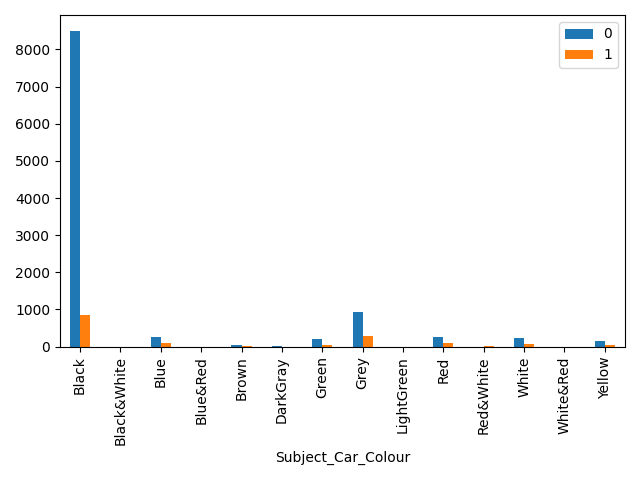 8000
7000
6000
5000
4000
3000
2000
1000
0
0
1
Black
Black&White
Blue
Blue&Red
Brown
DarkGray
Green
Grey
LightGreen
Red
Red&White
White
White&Red
Yellow
Subject_Car_Colour